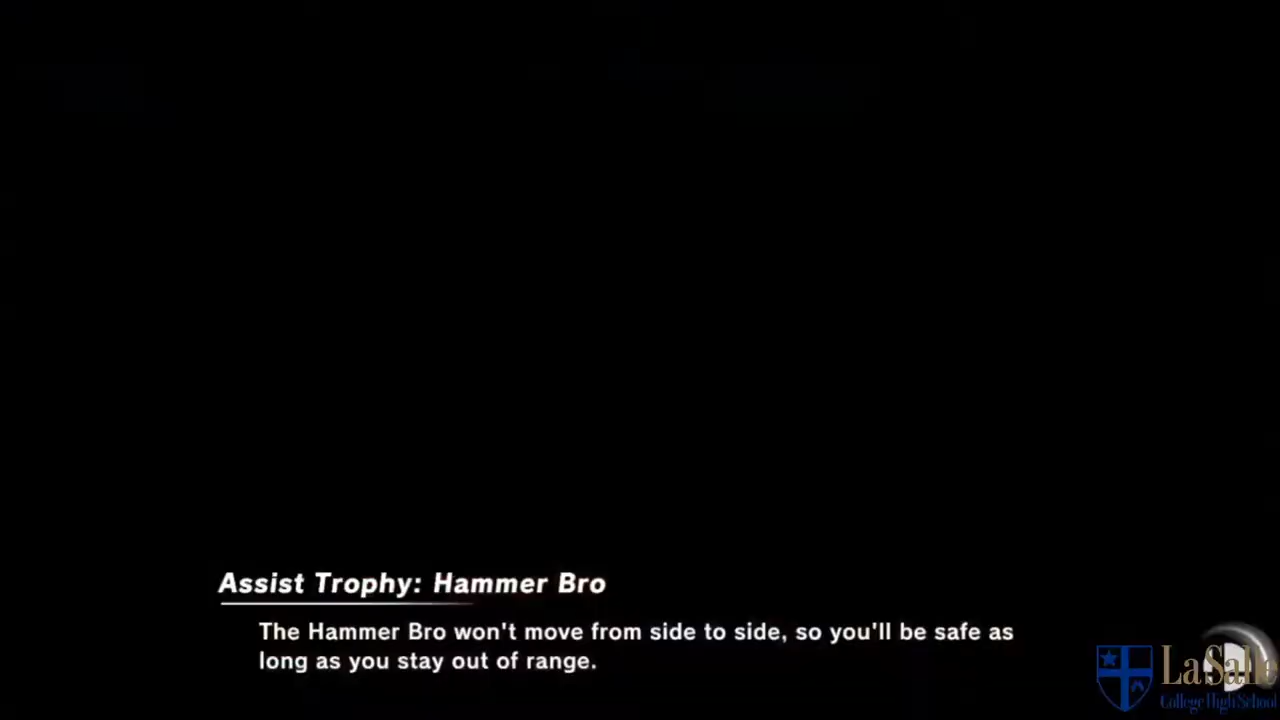 Assist Trophy: Hammer Bro
The Hammer Bro won't move from side to side, so you'll be safe as
long as you stay out of range.
LaSalle
College High School